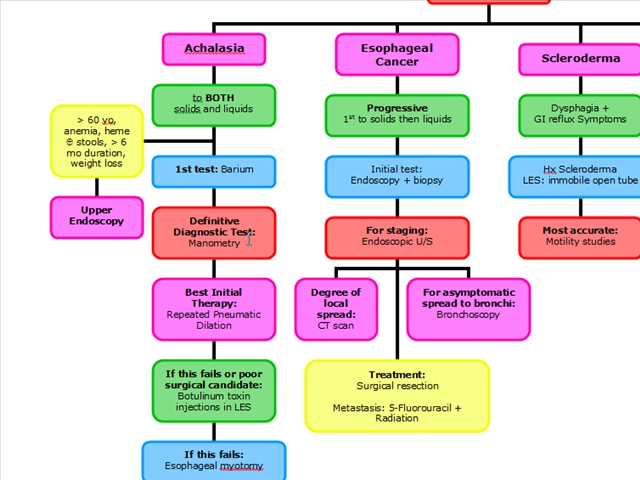 Achalasia
to BOTH
solids and liquids
> 60 yo,
anemia, heme
⊕ stools, > 6
mo duration,
weight loss
Upper
Endoscopy
1st test: Barium
Definitive
Diagnostic Test:
Manometry
Best Initial
Therapy:
Repeated Pneumatic
Dilation
If this fails or poor
surgical candidate:
Botulinum toxin
injections in LES
If this fails:
Esophageal myotomy
Esophageal
Cancer
Progressive
1st to solids then liquids
Initial test:
Endoscopy + biopsy
For staging:
Endoscopic U/S
Degree of
local
spread:
CT scan
For asymptomatic
spread to bronchi:
Bronchoscopy
Treatment:
Surgical resection
Metastasis: 5-Fluorouracil +
Radiation
Scleroderma
Dysphagia +
GI reflux Symptoms
Hx Scleroderma
LES: immobile open tube
Most accurate:
Motility studies